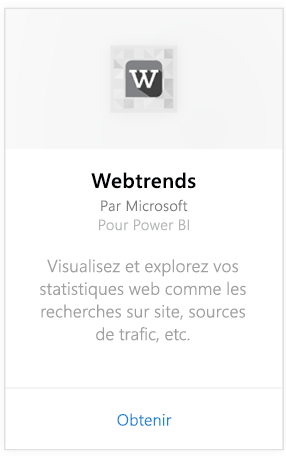 W
Webtrends
Par Microsoft
Pour Power BI
Visualisez et explorez vos
statistiques web comme les
recherches sur site, sources
de trafic, etc.
Obtenir